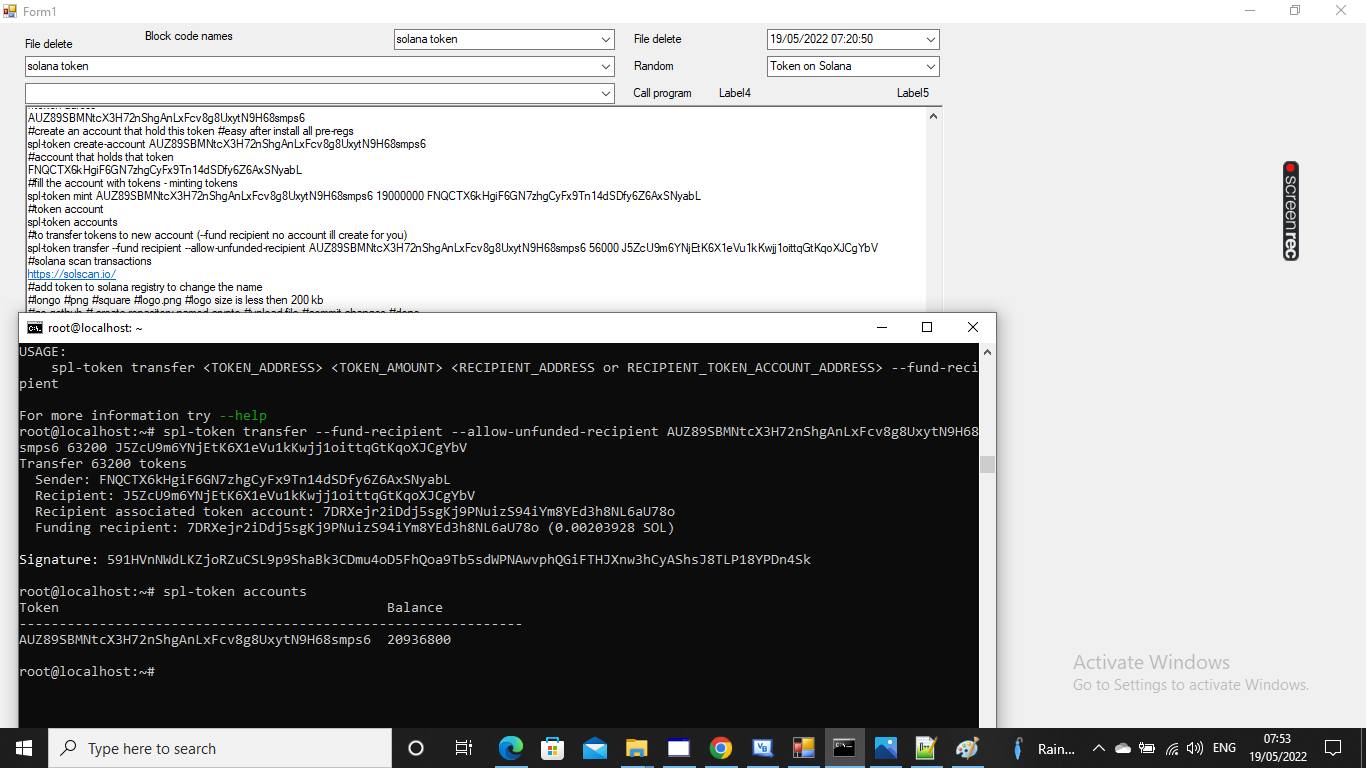 Form1
File delete
Block code names
solana token
File delete
19/05/2022 07:20:50
solana token
Random
Token on Solana
Call program
Label4
Label5
AUZ89SBMNtcX3H72nShgAnLxFcv8g8UxytN9H68smps6
#create an account that hold this token #easy after install all pre-regs
spl-token create-account AUZ89SBMNtcX3H72nShgAnLxFcv8g8UxytN9H68smps6
#account that holds that token
FNQCTX6kHgiF6GN7zhgCyFx9Tn14dSDfy6Z6AxSNyabL
#fill the account with tokens - minting tokens
spl-token mint AUZ89SBMNtcX3H72nShgAnLxFcv8g8UxytN9H68smps6 19000000 FNQCTX6kHgiF6GN7zhgCyFx9Tn14dSDfy6Z6AxSNyabL
#token account
spl-token accounts
#to transfer tokens to new account (--fund recipient no account ill create for you)
spl-token transfer --fund recipient --allow-unfunded-recipient AUZ89SBMNtcX3H72nShgAnLxFcv8g8UxytN9H68smps6 56000 J5ZcU9m6YNjEtK6X1eVu1kKwjj1oittqGtKqoXJCgYbV
#solana scan transactions
https://solscan.io/
#add token to solana registry to change the name
#longo #png #square #logo.png #logo size is less then 200 kb
screenrec
root@localhost: ~
USAGE:
spl-token transfer <TOKEN_ADDRESS> <TOKEN_AMOUNT> <RECIPIENT_ADDRESS or RECIPIENT_TOKEN_ACCOUNT_ADDRESS> --fund-reci
pient
For more information try --help
root@localhost:~# spl-token transfer --fund-recipient --allow-unfunded-recipient AUZ89SBMNtcX3H72nShgAnLxFcv8g8UxytN9H68
smps6 63200 J5ZcU9m6YNjEtK6X1eVu1kKwjj1oittqGtKqoXJCgYbV
Transfer 63200 tokens
Sender: FNQCTX6kHgiF6GN7zhgCyFx9Tn14dSDfy6Z6AxSNyabL
Recipient: J5ZcU9m6YNjEtK6X1eVu1kKwjj1oittqGtKqoXJCgYbV
Recipient associated token account: 7DRXejr2iDdj5sgKj9PNuizS94iYm8YEd3h8NL6aU78o
Funding recipient: 7DRXejr2iDdj5sgKj9PNuizS94iYm8YEd3h8NL6aU78o (0.00203928 SOL)
Signature: 591HVnNWdLKZjoRZuCSL9p9ShaBk3CDmu4oD5FhQoa9Tb5sdWPNAwvphQGiFTHJXnw3hCyAShsJ8TLP18YPDn4Sk
root@localhost:~# spl-token accounts
Token Balance
---------------------------------------------------------------
AUZ89SBMNtcX3H72nShgAnLxFcv8g8UxytN9H68smps6 20936800
root@localhost:~#
Activate Windows
Go to Settings to activate Windows.
Type here to search
Rain...
ENG
07:53
19/05/2022